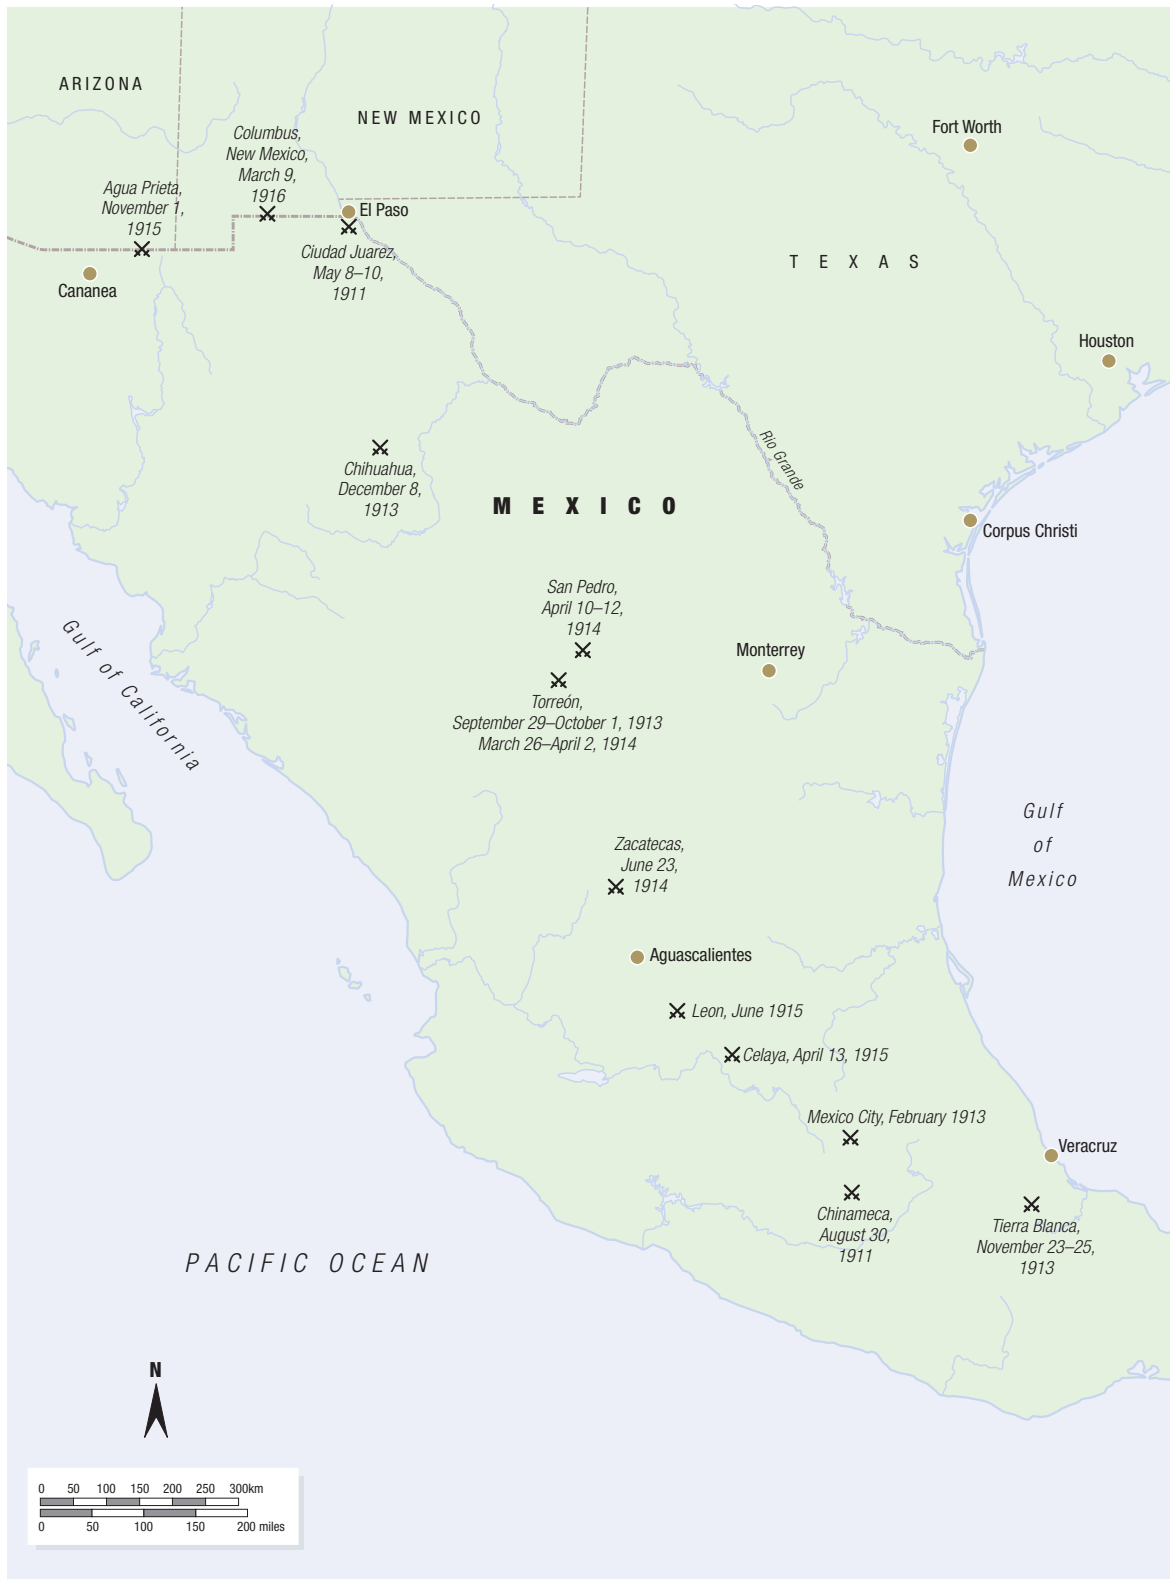 ARIZONA
NEW MEXICO
Columbus,
New Mexico,
March 9,
1916
Fort Worth
Agua Prieta,
November 1,
1915
El Paso
Ciudad Juarez,
May 8–10,
1911
TEXAS
Cananea
Houston
Rio Grande
Chihuahua,
December 8,
1913
MEXICO
Corpus Christi
San Pedro,
April 10–12,
1914
Gulf of California
Monterrey
Torreón,
September 29–October 1, 1913
March 26–April 2, 1914
Gulf
of
Mexico
Zacatecas,
June 23,
1914
Aguascalientes
Leon, June 1915
Celaya, April 13, 1915
Mexico City, February 1913
Veracruz
Chinameca,
August 30,
1911
Tierra Blanca,
November 23–25,
1913
PACIFIC OCEAN
N
0 50 100 150 200 250 300km
0 50 100 150 200 miles